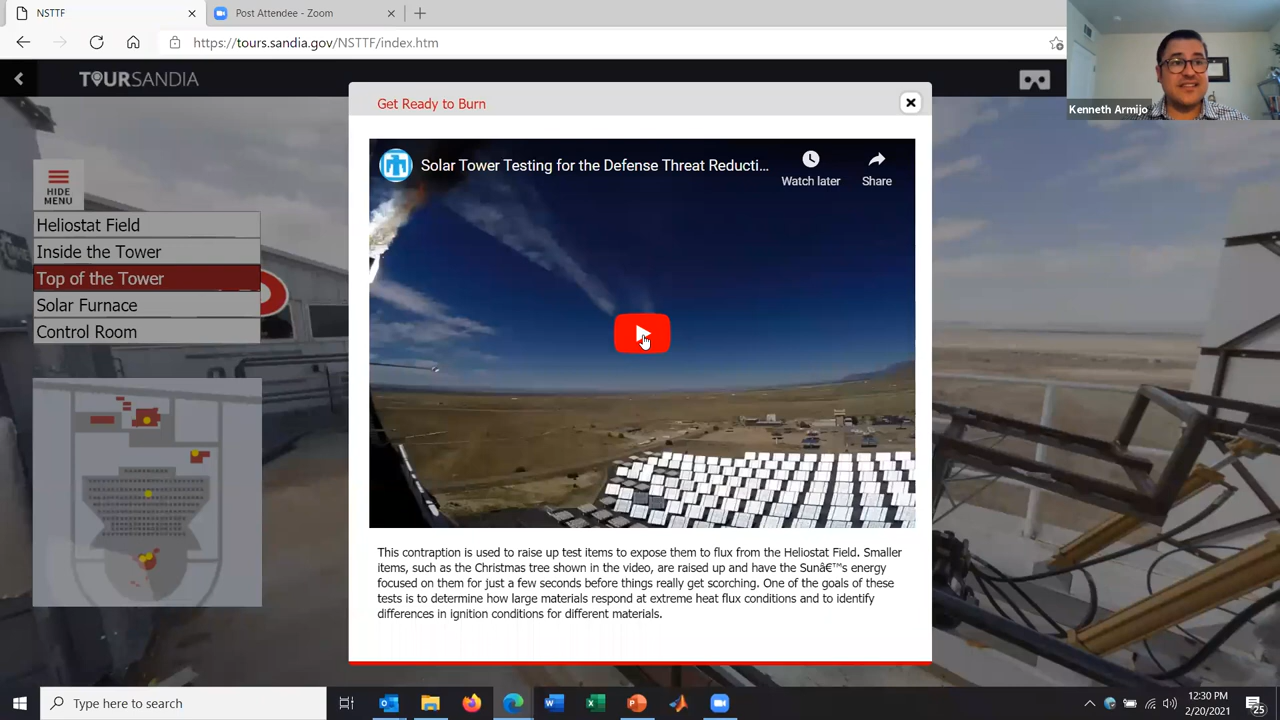 NSTTF
Post Attendee - Zoom
https://tours.sandia.gov/NSTTF/index.htm
TOURSANDIA
Get Ready to Burn
Kenneth Armijo
Solar Tower Testing for the Defense Threat Reducti...
Watch later
Share
HIDE
MENU
Heliostat Field
Inside the Tower
Top of the Tower
Solar Furnace
Control Room
This contraption is used to raise up test items to expose them to flux from the Heliostat Field. Smaller
items, such as the Christmas tree shown in the video, are raised up and have the Sunâ€™s energy
focused on them for just a few seconds before things really get scorching. One of the goals of these
tests is to determine how large materials respond at extreme heat flux conditions and to identify
differences in ignition conditions for different materials.
Type here to search
12:30 PM
2/20/2021
25